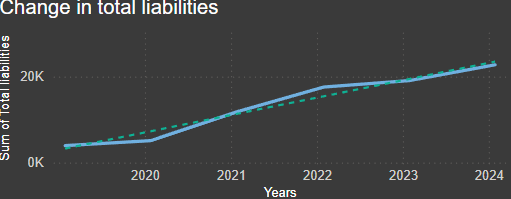 Change in total liabilities
Sum of Total liabilities
20K
0K
2020 2021 2022 2023 2024
Years